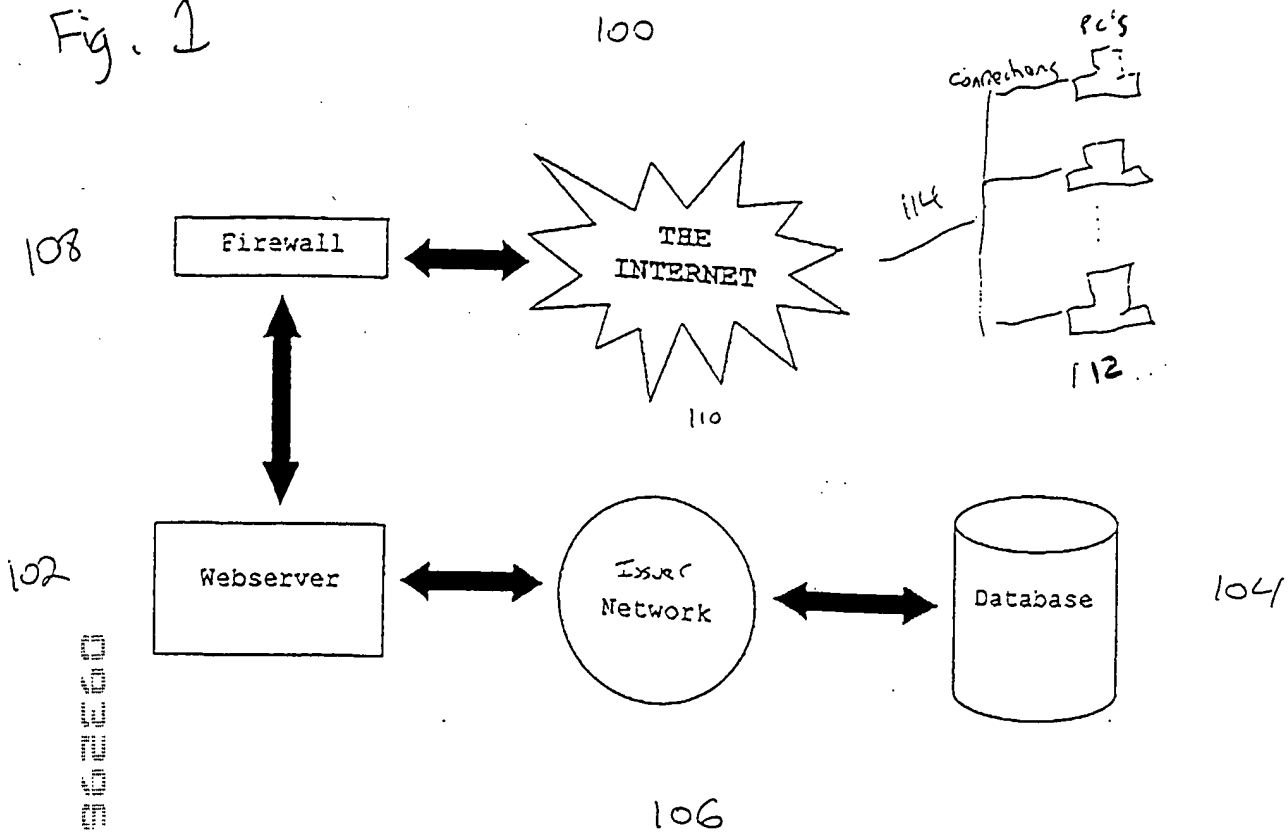 Fig. 1
100
PC's
connections
108
Firewall
THE
INTERNET
114
112
110
102
Webserver
Issuer
Network
Database
104
106